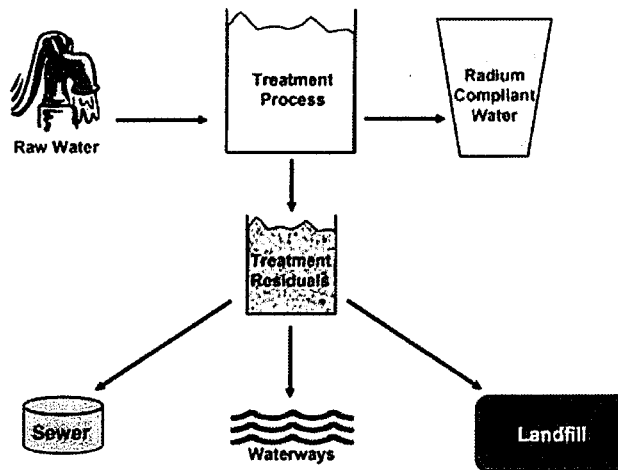 Treatment
Process
Radium
Compliant
Water
Raw Water
Treatment
Residuals
Sewer
Waterways
Landfill